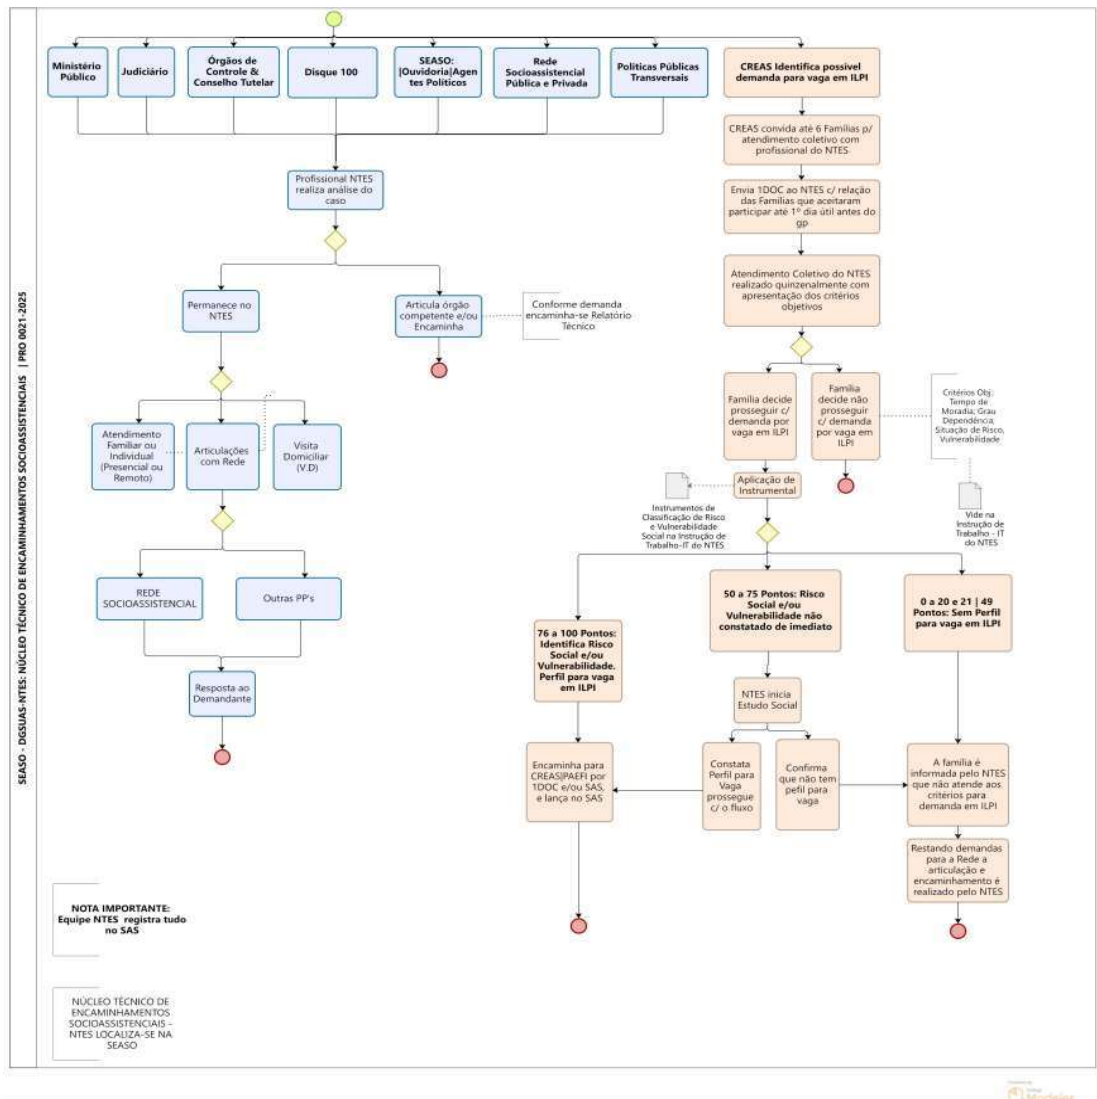 SEASO - DGSUAS-NTES: NÚCLEO TÉCNICO DE ENCAMINHAMENTOS SOCIOASSISTENCIAIS | PRO 0021-2025
Ministério
Público
Judiciário
Órgãos de
Controle &
Conselho Tutelar
Disque 100
SEASO:
|Ouvidoria|Agen
tes Políticos
Rede
Socioassistencial
Pública e Privada
Políticas Públicas
Transversais
CREAS Identifica possivel
demanda para vaga em ILPI
CREAS convida até 6 Famílias p/
atendimento coletivo com
profissional do NTES
Profissional NTES
realiza análise do
caso
Envia 1DOC ao NTES c/ relação
das Famílias que aceitaram
participar até 1º dia útil antes do
gp
Atendimento Coletivo do NTES
realizado quinzenalmente com
apresentação dos critérios
objetivos
Permanece no
NTES
Articula órgão
competente e/ou
Encaminha
Conforme demanda
encaminha-se Relatório
Técnico
Família decide
prosseguir c/
demanda por
vaga em ILPI
Família
decide não
prosseguir
c/ demanda
por vaga em
ILPI
Critérios Obj.;
Tempo de
Moradia; Grau
Dependência;
Situação de Risco,
Vulnerabilidade
Atendimento
Familiar ou
Individual
(Presencial ou
Remoto)
Articulações
com Rede
Visita
Domiciliar
(V.D)
Aplicação de
Instrumental
Instrumentos de
Classificação de Risco
e Vulnerabilidade
Social na Instrução de
Trabalho-IT do NTES
Vide na
Instrução de
Trabalho - IT
do NTES
REDE
SOCIOASSISTENCIAL
Outras PP's
76 a 100 Pontos:
Identifica Risco
Social e/ou
Vulnerabilidade.
Perfil para vaga
em ILPI
50 a 75 Pontos: Risco
Social e/ou
Vulnerabilidade não
constatado de imediato
0 a 20 e 21 | 49
Pontos: Sem Perfil
para vaga em ILPI
Resposta ao
Demandante
NTES inicia
Estudo Social
Encaminha para
CREAS|PAEFI por
1DOC e/ou SAS,
e lança no SAS
Constata
Perfil para
Vaga
prossegue
c/ o fluxo
Confirma
que não tem
pefil para
vaga
A família é
informada pelo NTES
que não atende aos
critérios para
demanda em ILPI
Restando demandas
para a Rede a
articulação e
encaminhamento é
realizado pelo NTES
NOTA IMPORTANTE:
Equipe NTES registra tudo
no SAS
NÚCLEO TÉCNICO DE
ENCAMINHAMENTOS
SOCIOASSISTENCIAIS -
NTES LOCALIZA-SE NA
SEASO